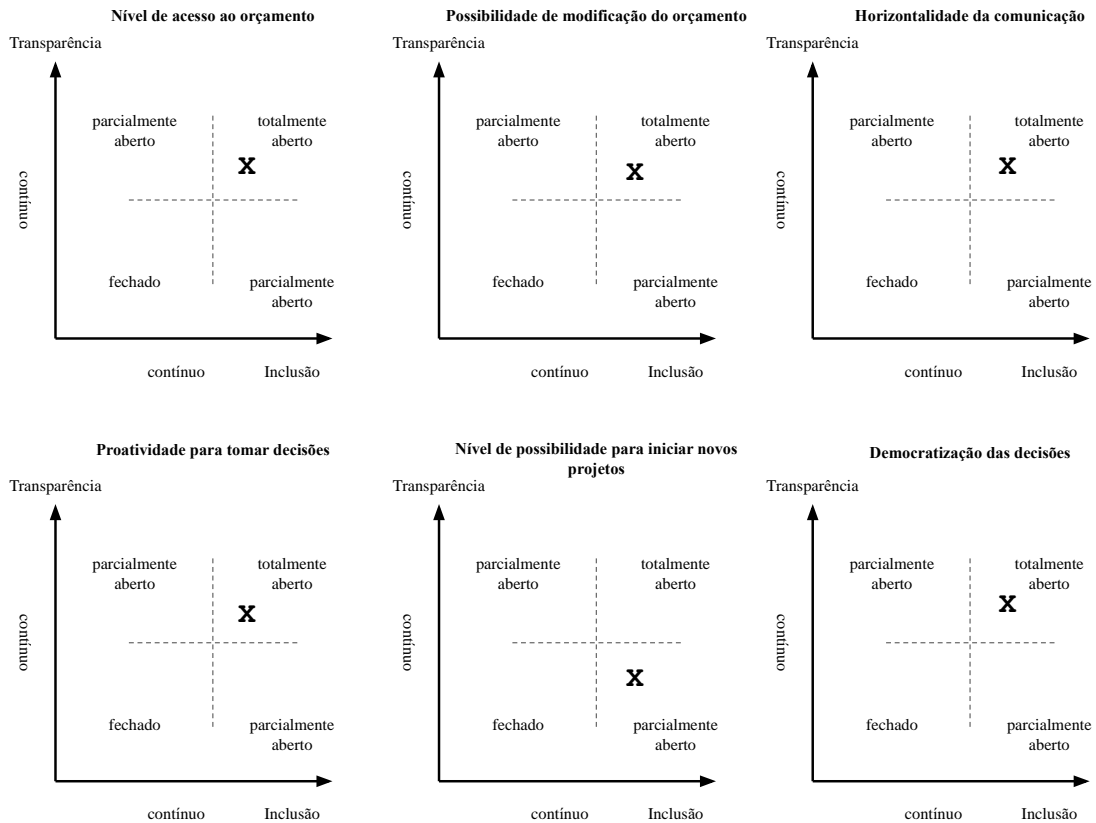 Nível de acesso ao orçamento
Transparência
parcialmente
aberto
totalmente
aberto
X
contínuo
fechado
parcialmente
aberto
contínuo
Inclusão
Possibilidade de modificação do orçamento
Transparência
parcialmente
aberto
totalmente
aberto
X
contínuo
fechado
parcialmente
aberto
contínuo
Inclusão
Horizontalidade da comunicação
Transparência
parcialmente
aberto
totalmente
aberto
X
contínuo
fechado
parcialmente
aberto
contínuo
Inclusão
Proatividade para tomar decisões
Transparência
parcialmente
aberto
totalmente
aberto
X
contínuo
fechado
parcialmente
aberto
contínuo
Inclusão
Nível de possibilidade para iniciar novos
projetos
Transparência
parcialmente
aberto
totalmente
aberto
X
contínuo
fechado
parcialmente
aberto
contínuo
Inclusão
Democratização das decisões
Transparência
parcialmente
aberto
totalmente
aberto
X
contínuo
fechado
parcialmente
aberto
contínuo
Inclusão